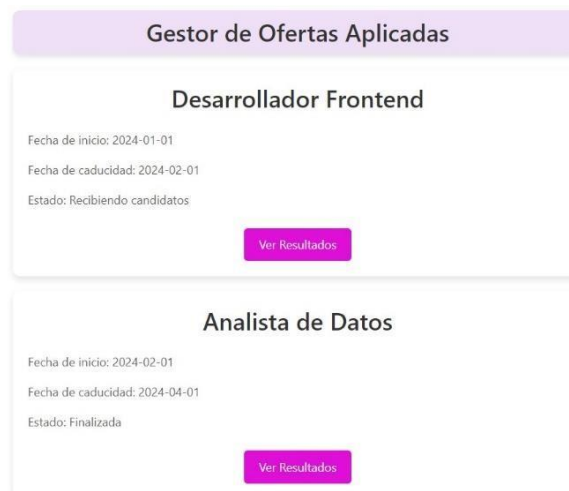 Gestor de Ofertas Aplicadas
Desarrollador Frontend
Fecha de inicio: 2024-01-01
Fecha de caducidad: 2024-02-01
Estado: Recibiendo candidatos
Ver Resultados
Analista de Datos
Fecha de inicio: 2024-02-01
Fecha de caducidad: 2024-04-01
Estado: Finalizada
Ver Resultados